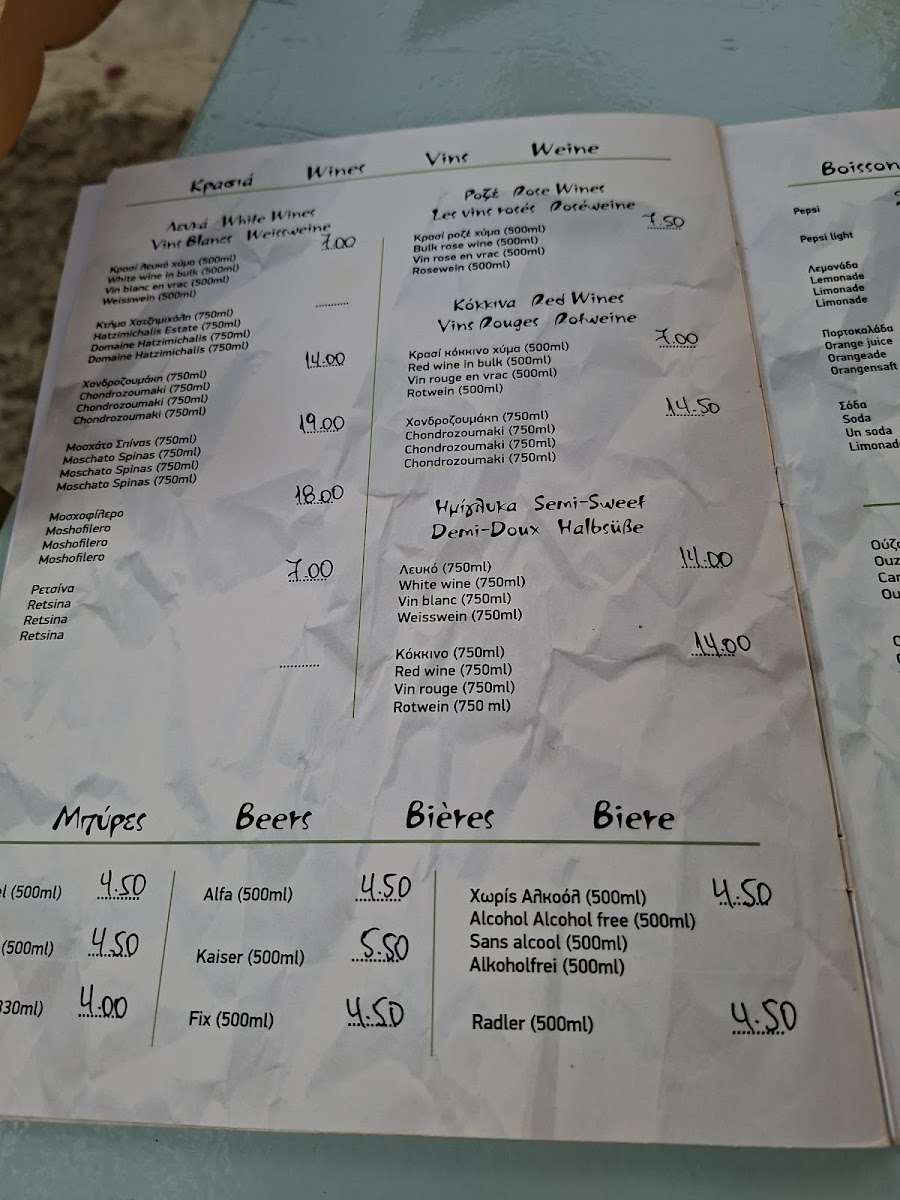 Κρασιά Wines Vins Weine
Λευκά White Wines
Vins Blancs Weissweine
Κρασί λευκό χύμα (500ml) 7.00
White wine in bulk (500ml)
Vin blanc en vrac (500ml)
Weisswein (500ml)
Κτήμα Χατζημιχάλη (750ml) ..........
Hatzimichalis Estate (750ml)
Domaine Hatzimichalis (750ml)
Domaine Hatzimichalis (750ml)
Χονδροζουμάκη (750ml) 14.00
Chondrozoumaki (750ml)
Chondrozoumaki (750ml)
Chondrozoumaki (750ml)
Μοσχάτο Σπίνας (750ml) 19.00
Moschato Spinas (750ml)
Moschato Spinas (750ml)
Moschato Spinas (750ml)
Μοσχοφίλερο 18.00
Moshofilero
Moshofilero
Moshofilero
Ρετσίνα 7.00
Retsina
Retsina
Retsina
..........
Ροζέ Rose Wines
Les vins rosés Roséweine
Κρασί ροζέ χύμα (500ml) 7.50
Bulk rose wine (500ml)
Vin rose en vrac (500ml)
Rosewein (500ml)
Κόκκινα Red Wines
Vins Rouges Rotweine
Κρασί κόκκινο χύμα (500ml) 7.00
Red wine in bulk (500ml)
Vin rouge en vrac (500ml)
Rotwein (500ml)
Χονδροζουμάκη (750ml) 14.50
Chondrozoumaki (750ml)
Chondrozoumaki (750ml)
Chondrozoumaki (750ml)
Ημίγλυκα Semi-Sweet
Demi-Doux Halbsüße
Λευκό (750ml) 14.00
White wine (750ml)
Vin blanc (750ml)
Weisswein (750ml)
Κόκκινο (750ml) 14.00
Red wine (750ml)
Vin rouge (750ml)
Rotwein (750 ml)
Μπύρες Beers Bières Biere
el (500ml) 4.50
(500ml) 4.50
330ml) 4.00
Alfa (500ml) 4.50
Kaiser (500ml) 5.50
Fix (500ml) 4.50
Χωρίς Αλκοόλ (500ml) 4.50
Alcohol Alcohol free (500ml)
Sans alcool (500ml)
Alkoholfrei (500ml)
Radler (500ml) 4.50
Boisson
Pepsi
Pepsi light
Λεμονάδα
Lemonade
Limonade
Limonade
Πορτοκαλάδα
Orange juice
Orangeade
Orangensaft
Σόδα
Soda
Un soda
Limonad
Ούζο
Ouz
Car
Ou